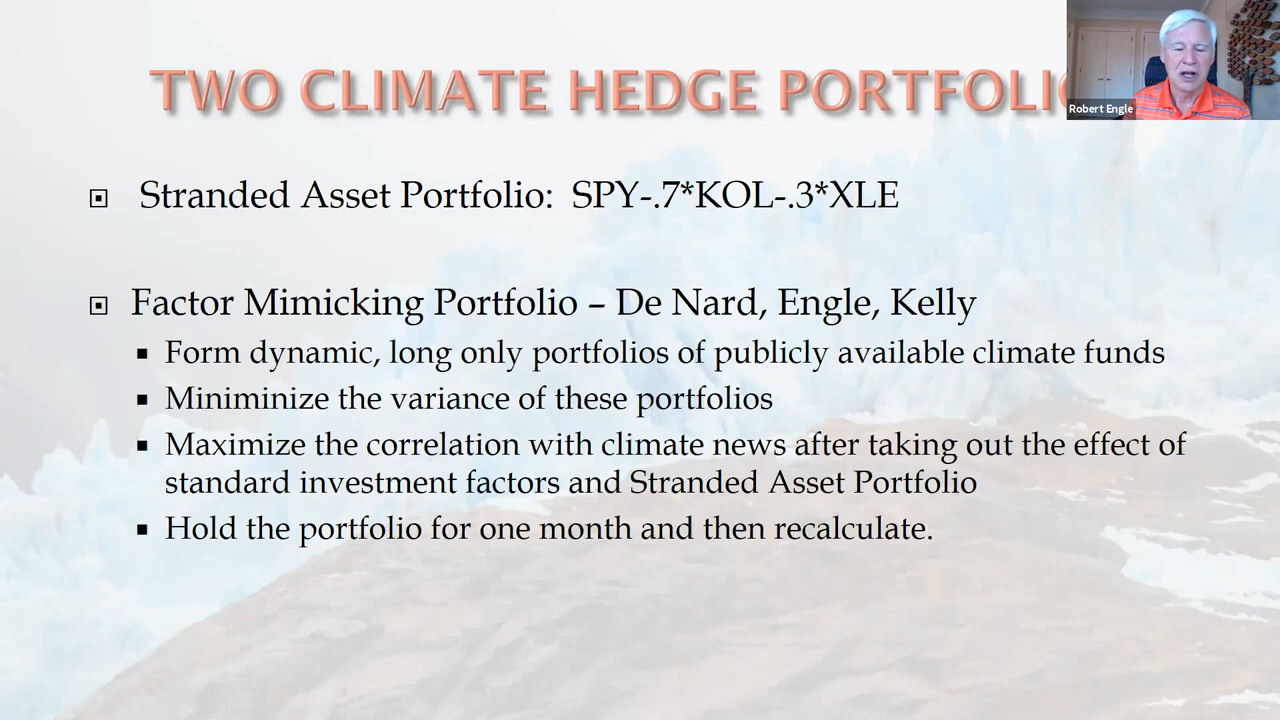 TWO CLIMATE HEDGE PORTFOLIO
Robert Engle
Stranded Asset Portfolio: SPY-.7*KOL-.3*XLE
Factor Mimicking Portfolio – De Nard, Engle, Kelly
Form dynamic, long only portfolios of publicly available climate funds
Miniminize the variance of these portfolios
Maximize the correlation with climate news after taking out the effect of
standard investment factors and Stranded Asset Portfolio
Hold the portfolio for one month and then recalculate.